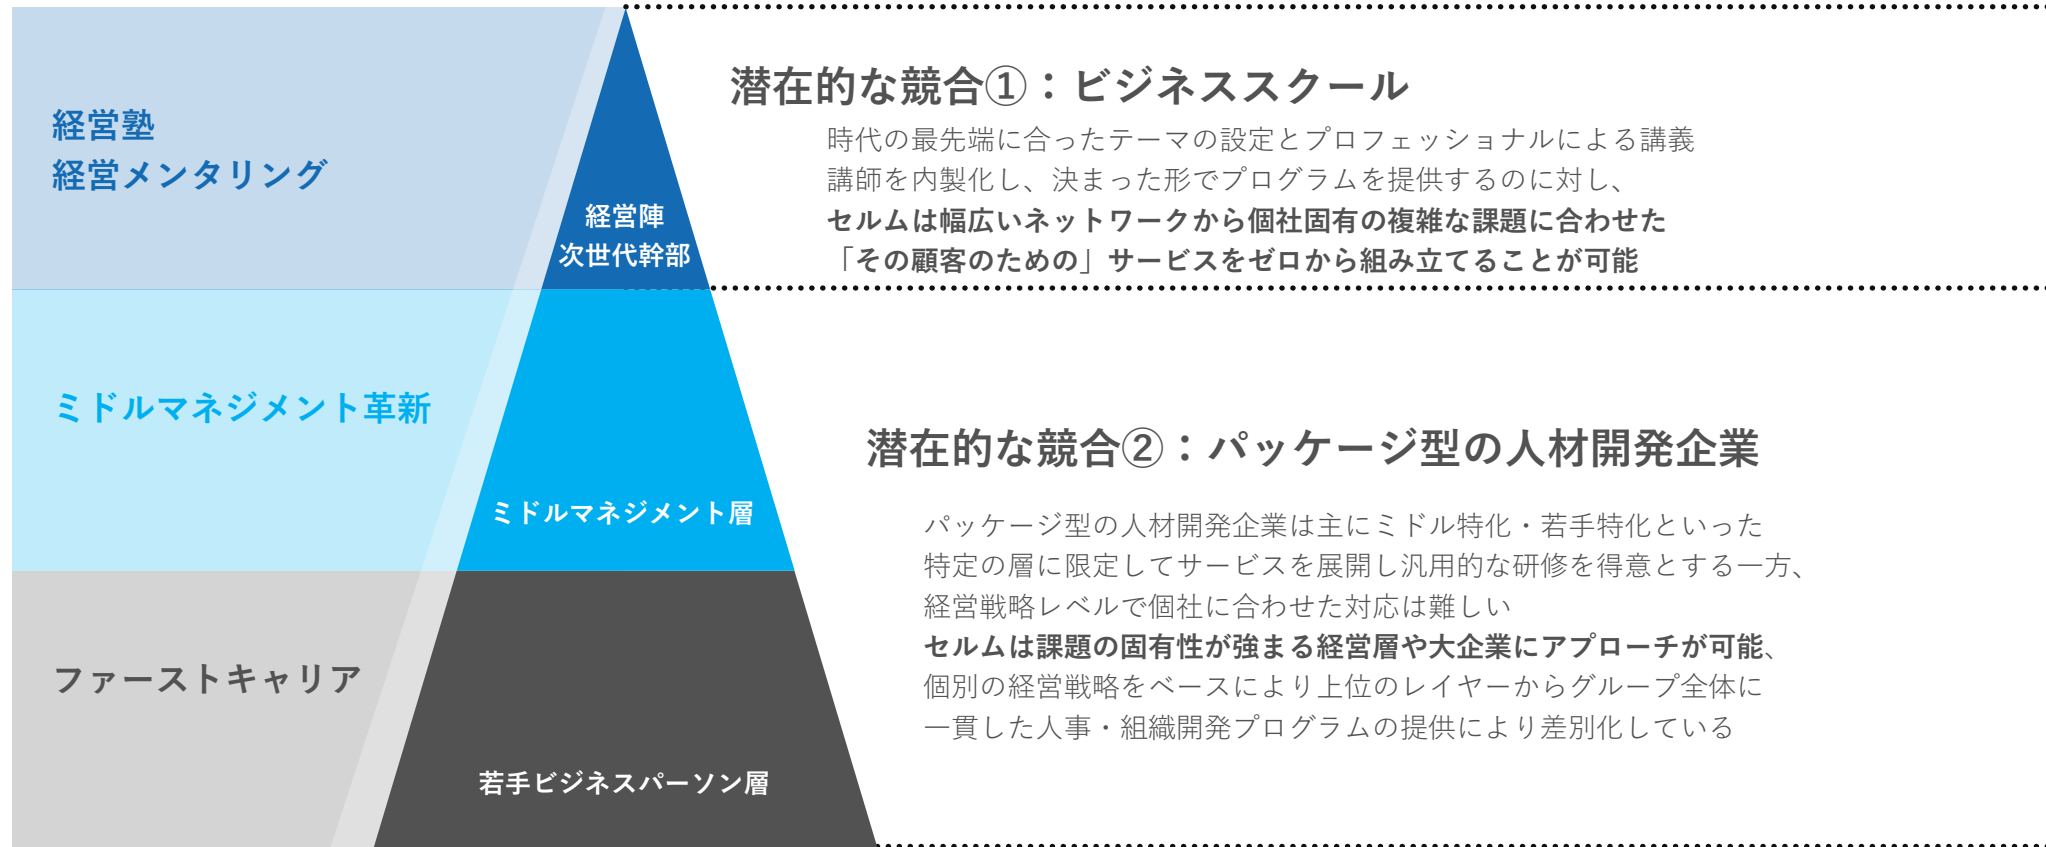 経営塾
経営メンタリング
経営陣
次世代幹部
潜在的な競合①：ビジネススクール
時代の最先端に合ったテーマの設定とプロフェッショナルによる講義
講師を内製化し、決まった形でプログラムを提供するのに対し、
セルムは幅広いネットワークから個社固有の複雑な課題に合わせた
「その顧客のための」サービスをゼロから組み立てることが可能
ミドルマネジメント革新
ミドルマネジメント層
潜在的な競合②：パッケージ型の人材開発企業
パッケージ型の人材開発企業は主にミドル特化・若手特化といった
特定の層に限定してサービスを展開し汎用的な研修を得意とする一方、
経営戦略レベルで個社に合わせた対応は難しい
セルムは課題の固有性が強まる経営層や大企業にアプローチが可能、
個別の経営戦略をベースにより上位のレイヤーからグループ全体に
一貫した人事・組織開発プログラムの提供により差別化している
ファーストキャリア
若手ビジネスパーソン層